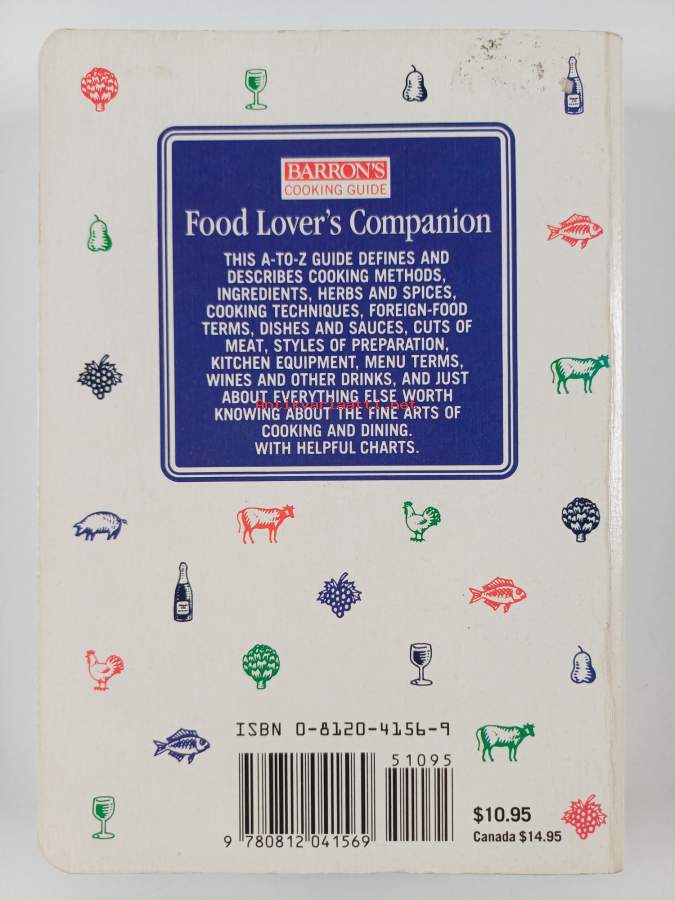 BARRON'S
COOKING GUIDE
Food Lover's Companion
THIS A-TO-Z GUIDE DEFINES AND
DESCRIBES COOKING METHODS,
INGREDIENTS, HERBS AND SPICES,
COOKING TECHNIQUES, FOREIGN-FOOD
TERMS, DISHES AND SAUCES, CUTS OF
MEAT, STYLES OF PREPARATION,
KITCHEN EQUIPMENT, MENU TERMS,
WINES AND OTHER DRINKS, AND JUST
ABOUT EVERYTHING ELSE WORTH
Antikvariaatti.net
KNOWING ABOUT THE FINE ARTS OF
COOKING AND DINING.
WITH HELPFUL CHARTS.
ISBN 0-8120-4156-9
51095
9 780812 041569
$10.95
Canada $14.95